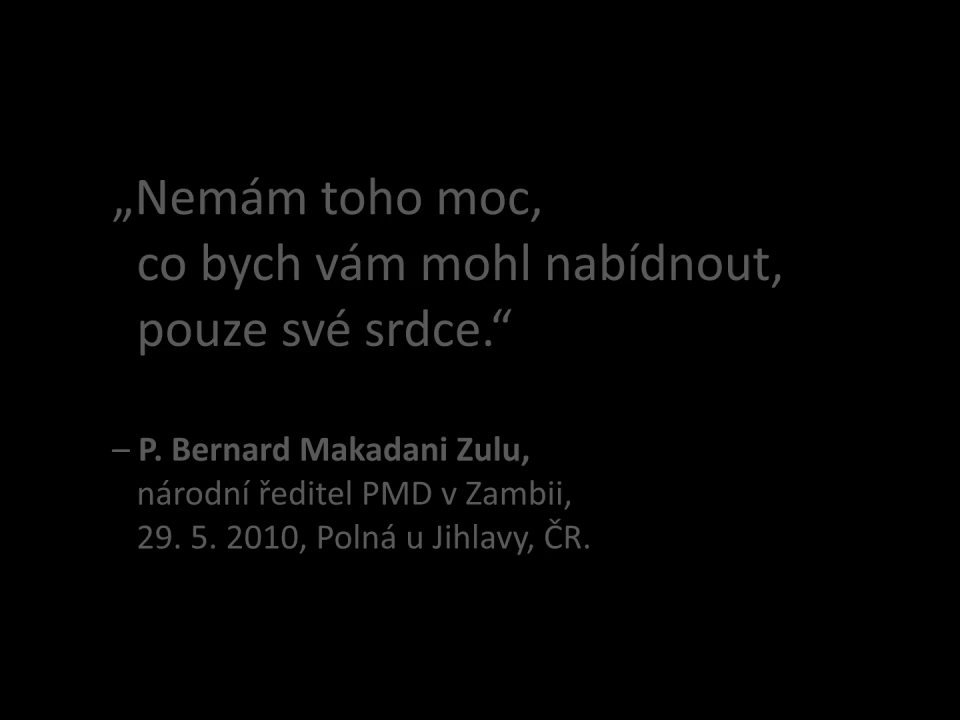 „Nemám toho moc,
co bych vám mohl nabídnout,
pouze své srdce.“
– P. Bernard Makadani Zulu,
národní ředitel PMD v Zambii,
29. 5. 2010, Polná u Jihlavy, ČR.